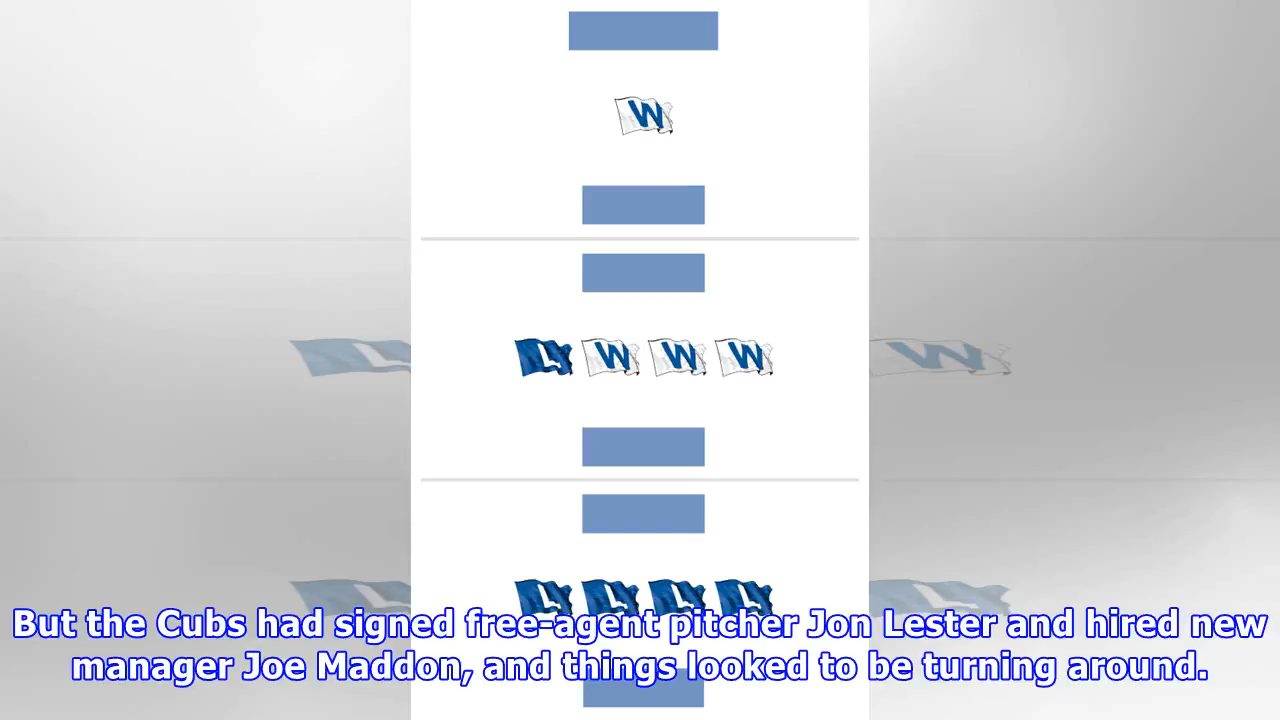 W
L W W W
L L L L
But the Cubs had signed free-agent pitcher Jon Lester and hired new
manager Joe Maddon, and things looked to be turning around.